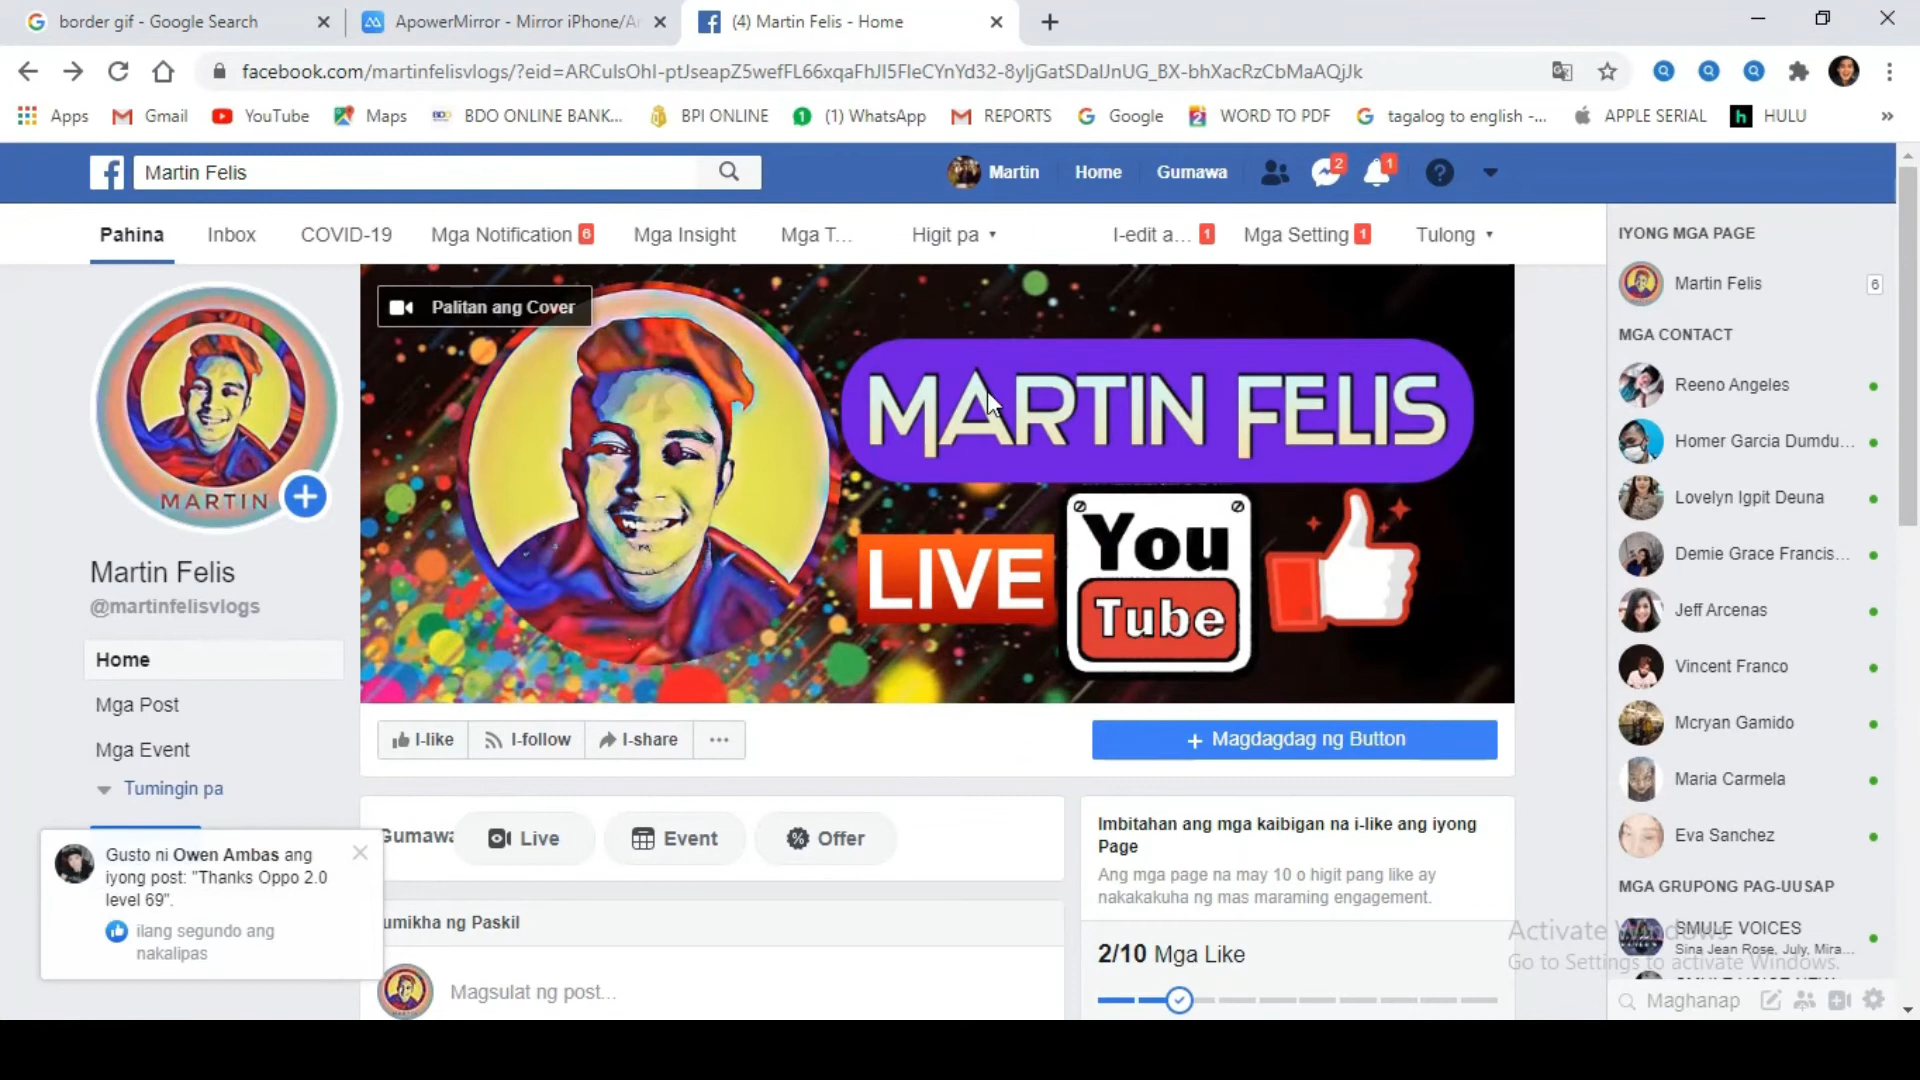 border gif - Google Search
ApowerMirror - Mirror iPhone/
(4) Martin Felis - Home
facebook.com/martinfelisvlogs/?eid=
Apps
Gmail
YouTube
Maps
BDO ONLINE BANK...
BPI ONLINE
(1) WhatsApp
REPORTS
Google
WORD TO PDF
tagalog to english -...
APPLE SERIAL
HULU
»
Martin Felis
Martin
Home
Gumawa
2
1
Pahina
Inbox
COVID-19
Mga Notification 6
Mga Insight
Mga T...
Higit pa
I-edit a... 1
Mga Setting 1
Tulong
Palitan ang Cover
MARTIN FELIS
LIVE
You
Tube
MARTIN
Martin Felis
@martinfelisvlogs
Home
Mga Post
Mga Event
Tumingin pa
I-like
I-follow
I-share
...
+ Magdagdag ng Button
Gumawa
Live
Event
Offer
umikha ng Paskil
Magsulat ng post...
Gusto ni Owen Ambas ang
iyong post: "Thanks Oppo 2.0
level 69".
ilang segundo ang
nakalipas
Imbitahan ang mga kaibigan na i-like ang iyong
Page
Ang mga page na may 10 o higit pang like ay
nakakakuha ng mas maraming engagement.
2/10 Mga Like
IYONG MGA PAGE
Martin Felis 6
MGA CONTACT
Reeno Angeles
Homer Garcia Dumdu...
Lovelyn Igpit Deuna
Demie Grace Francis...
Jeff Arcenas
Vincent Franco
Mcryan Gamido
Maria Carmela
Eva Sanchez
MGA GRUPONG PAG-UUSAP
SMULE VOICES
Sina Jean Rose, July, Mira...
Activate Windows
Go to Settings to activate Windows.
Maghanap